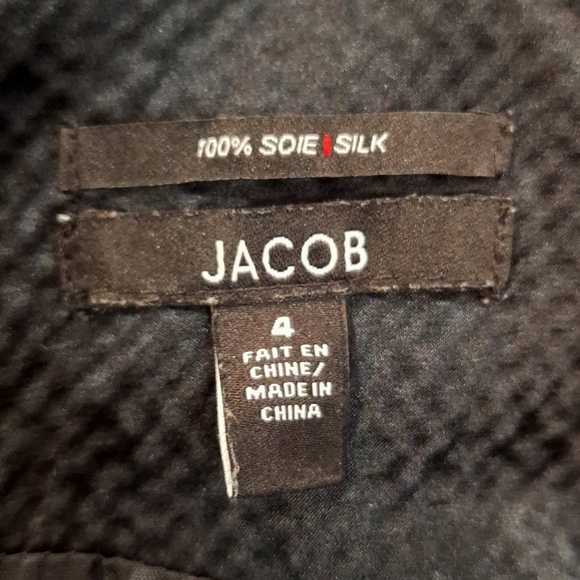 100% SOIE SILK
JACOB
4
FAIT EN
CHINE/
MADE IN
CHINA